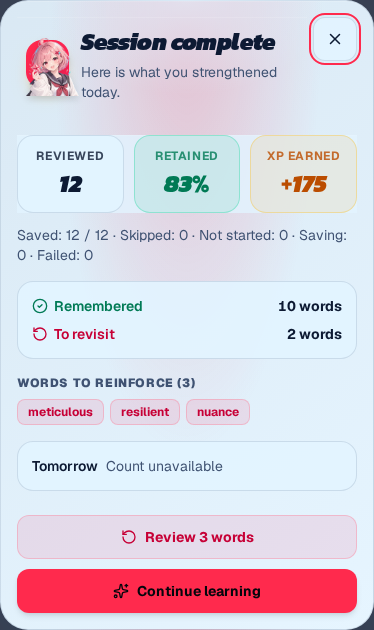 Session complete
Here is what you strengthened
today.
REVIEWED
12
RETAINED
83%
XP EARNED
+175
Saved: 12 / 12 · Skipped: 0 · Not started: 0 · Saving:
0 · Failed: 0
Remembered 10 words
To revisit 2 words
WORDS TO REINFORCE (3)
meticulous resilient nuance
Tomorrow Count unavailable
Review 3 words
Continue learning